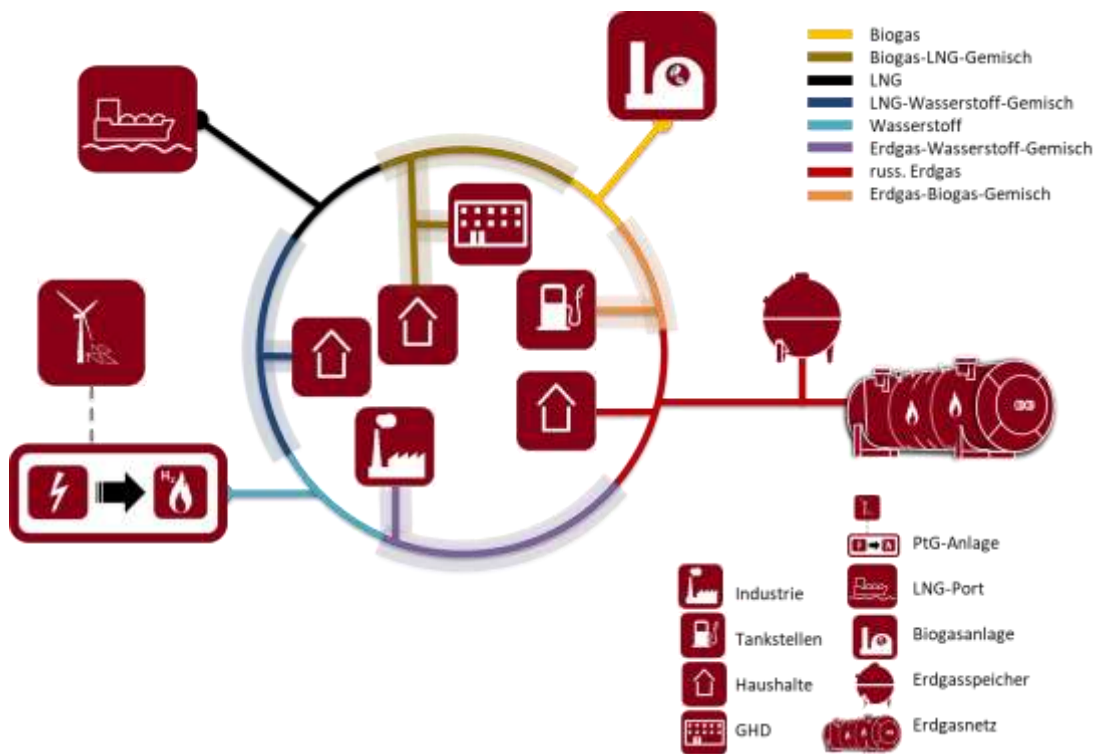 Biogas
Biogas-LNG-Gemisch
LNG
LNG-Wasserstoff-Gemisch
Wasserstoff
Erdgas-Wasserstoff-Gemisch
russ. Erdgas
Erdgas-Biogas-Gemisch
H₂
PtG-Anlage
Industrie
LNG-Port
Tankstellen
Biogasanlage
Haushalte
Erdgasspeicher
GHD
Erdgasnetz